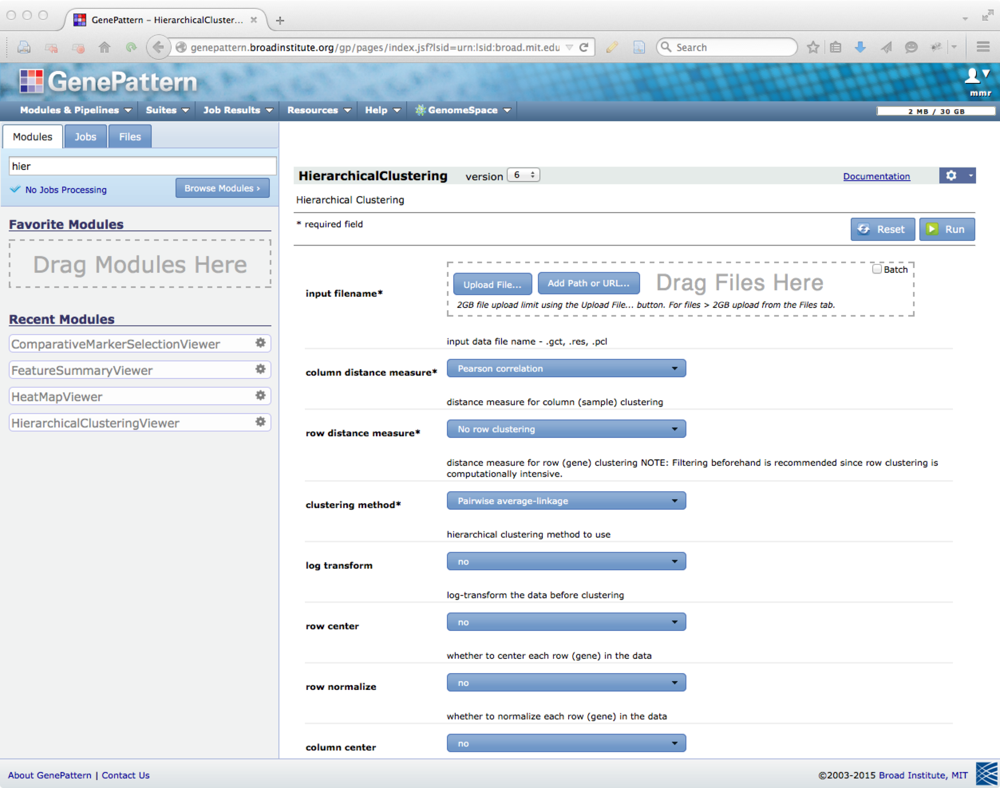 GenePattern – HierarchicalCluster...
genepattern.broadinstitute.org/gp/pages/index.jsf?lsid=urn:lsid:broad.mit.edu
Search
GenePattern
mmr
Modules & Pipelines Suites Job Results Resources Help GenomeSpace
2 MB / 30 GB
Modules Jobs Files
hier
No Jobs Processing
Browse Modules >
Favorite Modules
Drag Modules Here
Recent Modules
ComparativeMarkerSelectionViewer
FeatureSummaryViewer
HeatMapViewer
HierarchicalClusteringViewer
HierarchicalClustering version 6 Documentation
Hierarchical Clustering
* required field
Reset Run
input filename*
Upload File... Add Path or URL... Drag Files Here Batch
2GB file upload limit using the Upload File... button. For files > 2GB upload from the Files tab.
input data file name - .gct, .res, .pcl
column distance measure* Pearson correlation
distance measure for column (sample) clustering
row distance measure* No row clustering
distance measure for row (gene) clustering NOTE: Filtering beforehand is recommended since row clustering is
computationally intensive.
clustering method* Pairwise average-linkage
hierarchical clustering method to use
log transform no
log-transform the data before clustering
row center no
whether to center each row (gene) in the data
row normalize no
whether to normalize each row (gene) in the data
column center no
About GenePattern | Contact Us
©2003-2015 Broad Institute, MIT